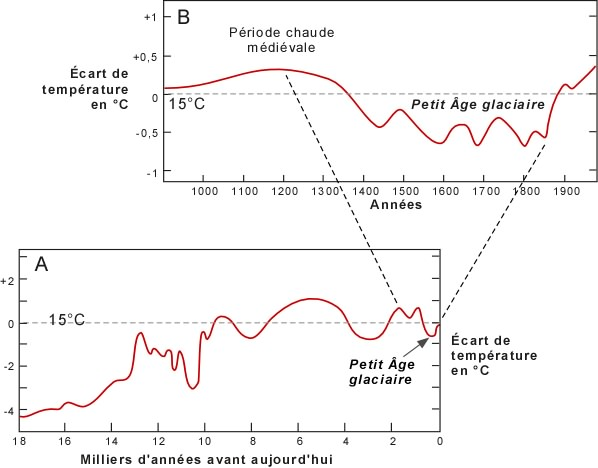 B
+1
+0,5
0
-0,5
-1
Écart de
température
en °C
Période chaude
médiévale
15°C
Petit Âge glaciaire
1000 1100 1200 1300 1400 1500 1600 1700 1800 1900
Années
A
+2
0
-2
-4
15°C
Petit Âge
glaciaire
Écart de
température
en °C
18 16 14 12 10 8 6 4 2 0
Milliers d'années avant aujourd'hui